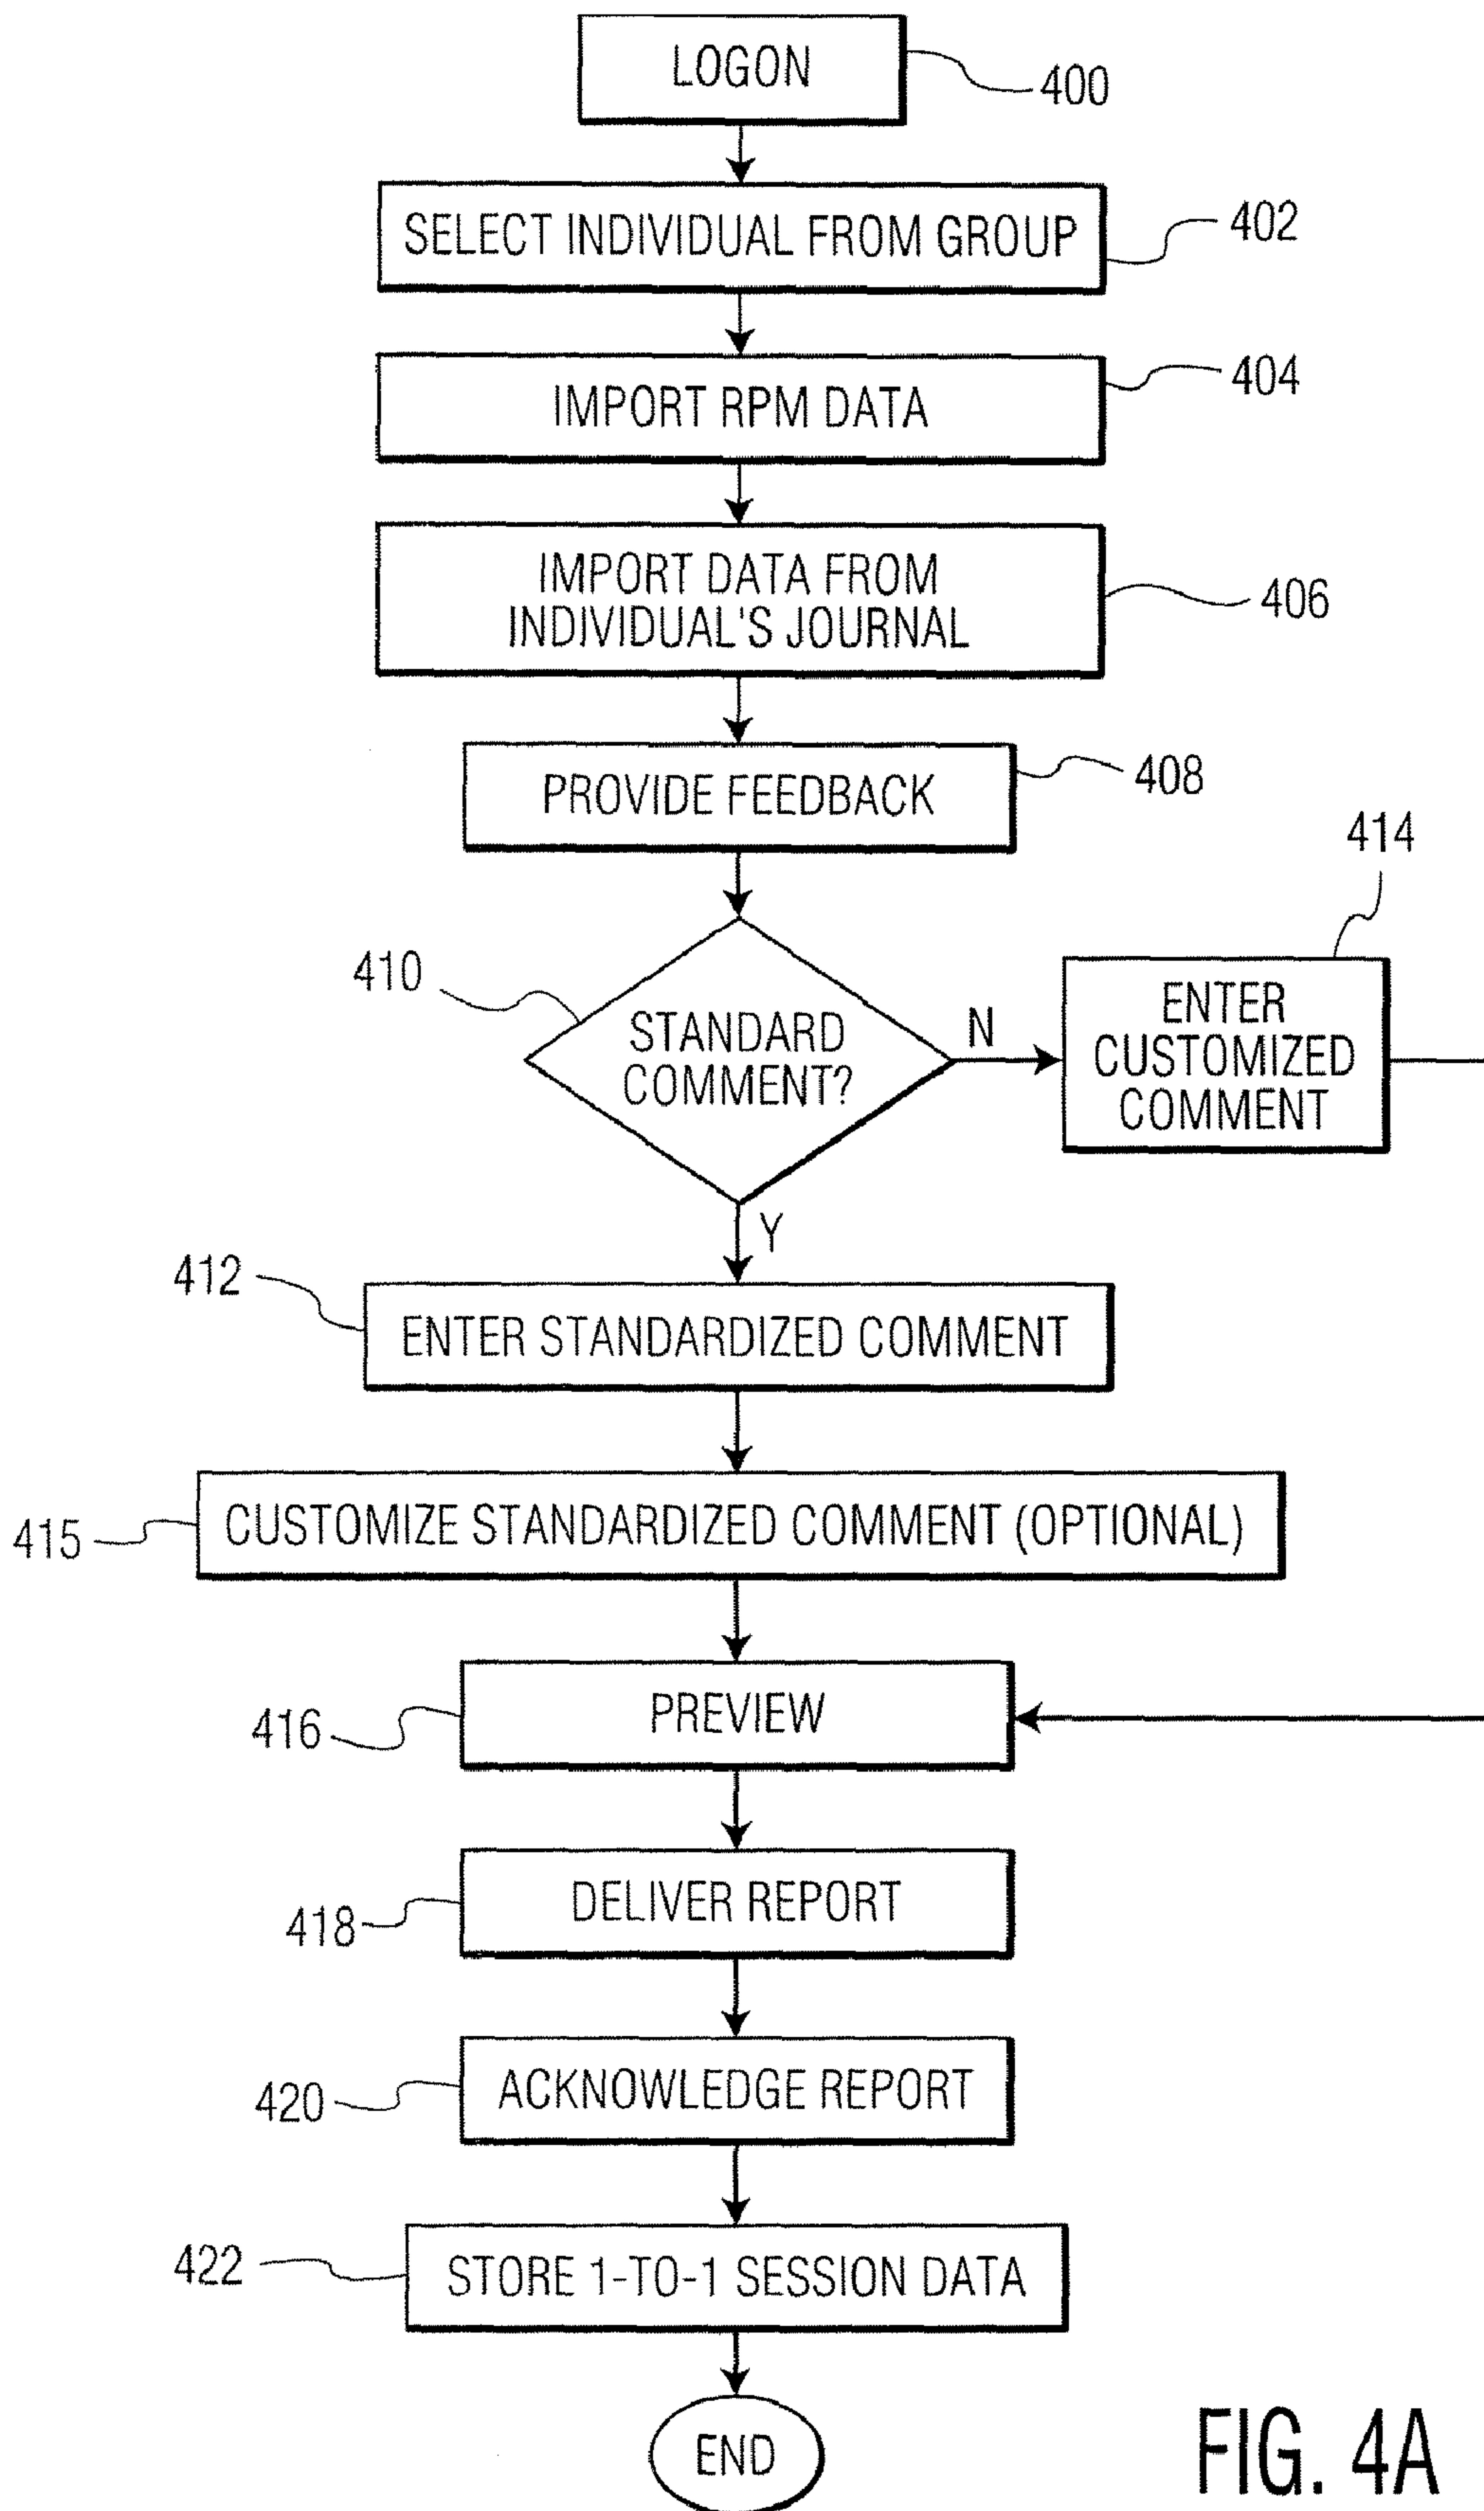 LOGON
400
SELECT INDIVIDUAL FROM GROUP
402
IMPORT RPM DATA
404
IMPORT DATA FROM
INDIVIDUAL'S JOURNAL
406
PROVIDE FEEDBACK
408
410
STANDARD
COMMENT?
N
414
ENTER
CUSTOMIZED
COMMENT
Y
412
ENTER STANDARDIZED COMMENT
415
CUSTOMIZE STANDARDIZED COMMENT (OPTIONAL)
416
PREVIEW
418
DELIVER REPORT
420
ACKNOWLEDGE REPORT
422
STORE 1-TO-1 SESSION DATA
END
FIG. 4A